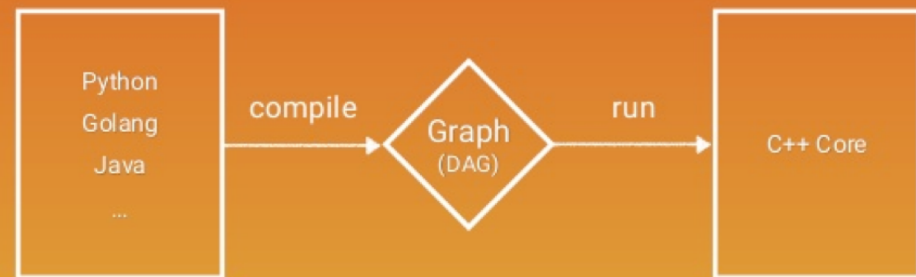 Python
Golang
Java
...
compile
Graph
(DAG)
run
C++ Core